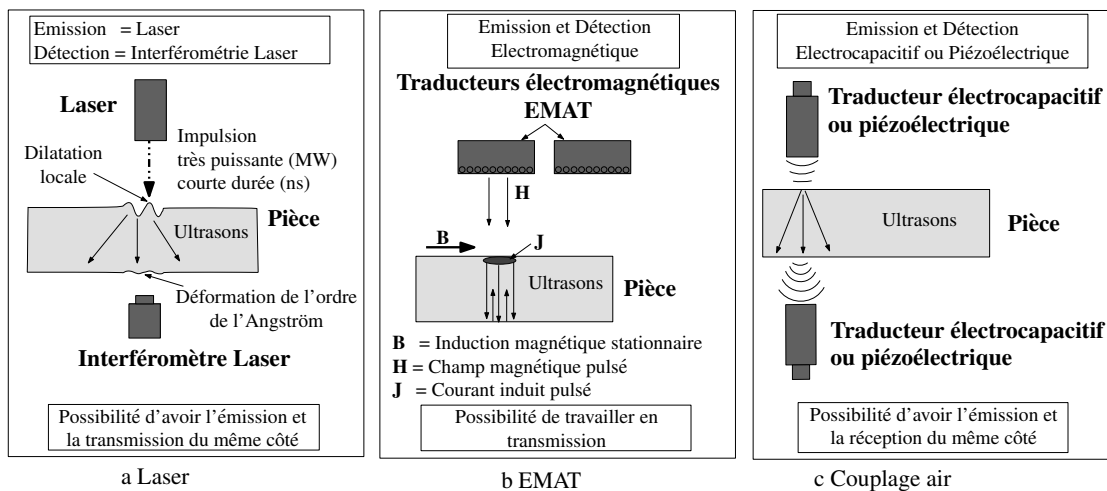 Emission = Laser
Détection = Interférométrie Laser
Laser
Impulsion
très puissante (MW)
courte durée (ns)
Dilatation
locale
Pièce
Ultrasons
Déformation de l'ordre
de l'Angström
Interféromètre Laser
Possibilité d'avoir l'émission et
la transmission du même côté
a Laser
Emission et Détection
Electromagnétique
Traducteurs électromagnétiques
EMAT
H
B
J
Ultrasons
Pièce
B = Induction magnétique stationnaire
H = Champ magnétique pulsé
J = Courant induit pulsé
Possibilité de travailler en
transmission
b EMAT
Emission et Détection
Electrocapacitif ou Piézoélectrique
Traducteur électrocapacitif
ou piézoélectrique
Ultrasons
Pièce
Traducteur électrocapacitif
ou piézoélectrique
Possibilité d'avoir l'émission et
la réception du même côté
c Couplage air